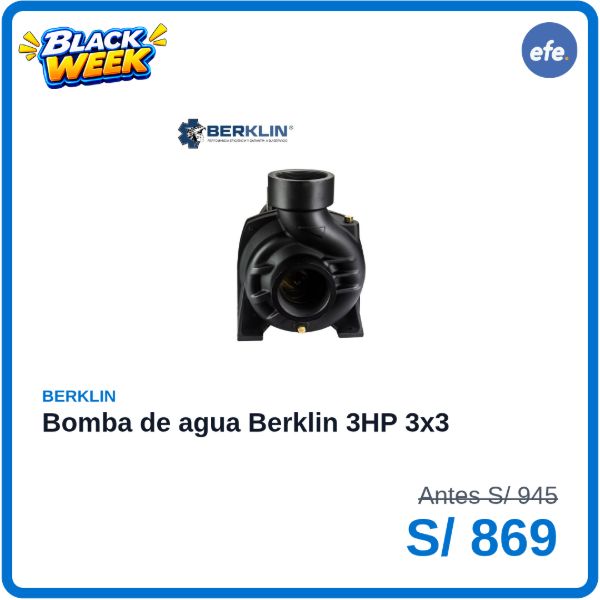 BLACK
WEEK
efe.
BERKLIN®
BERKLIN
Bomba de agua Berklin 3HP 3x3
Antes S/ 945
S/ 869